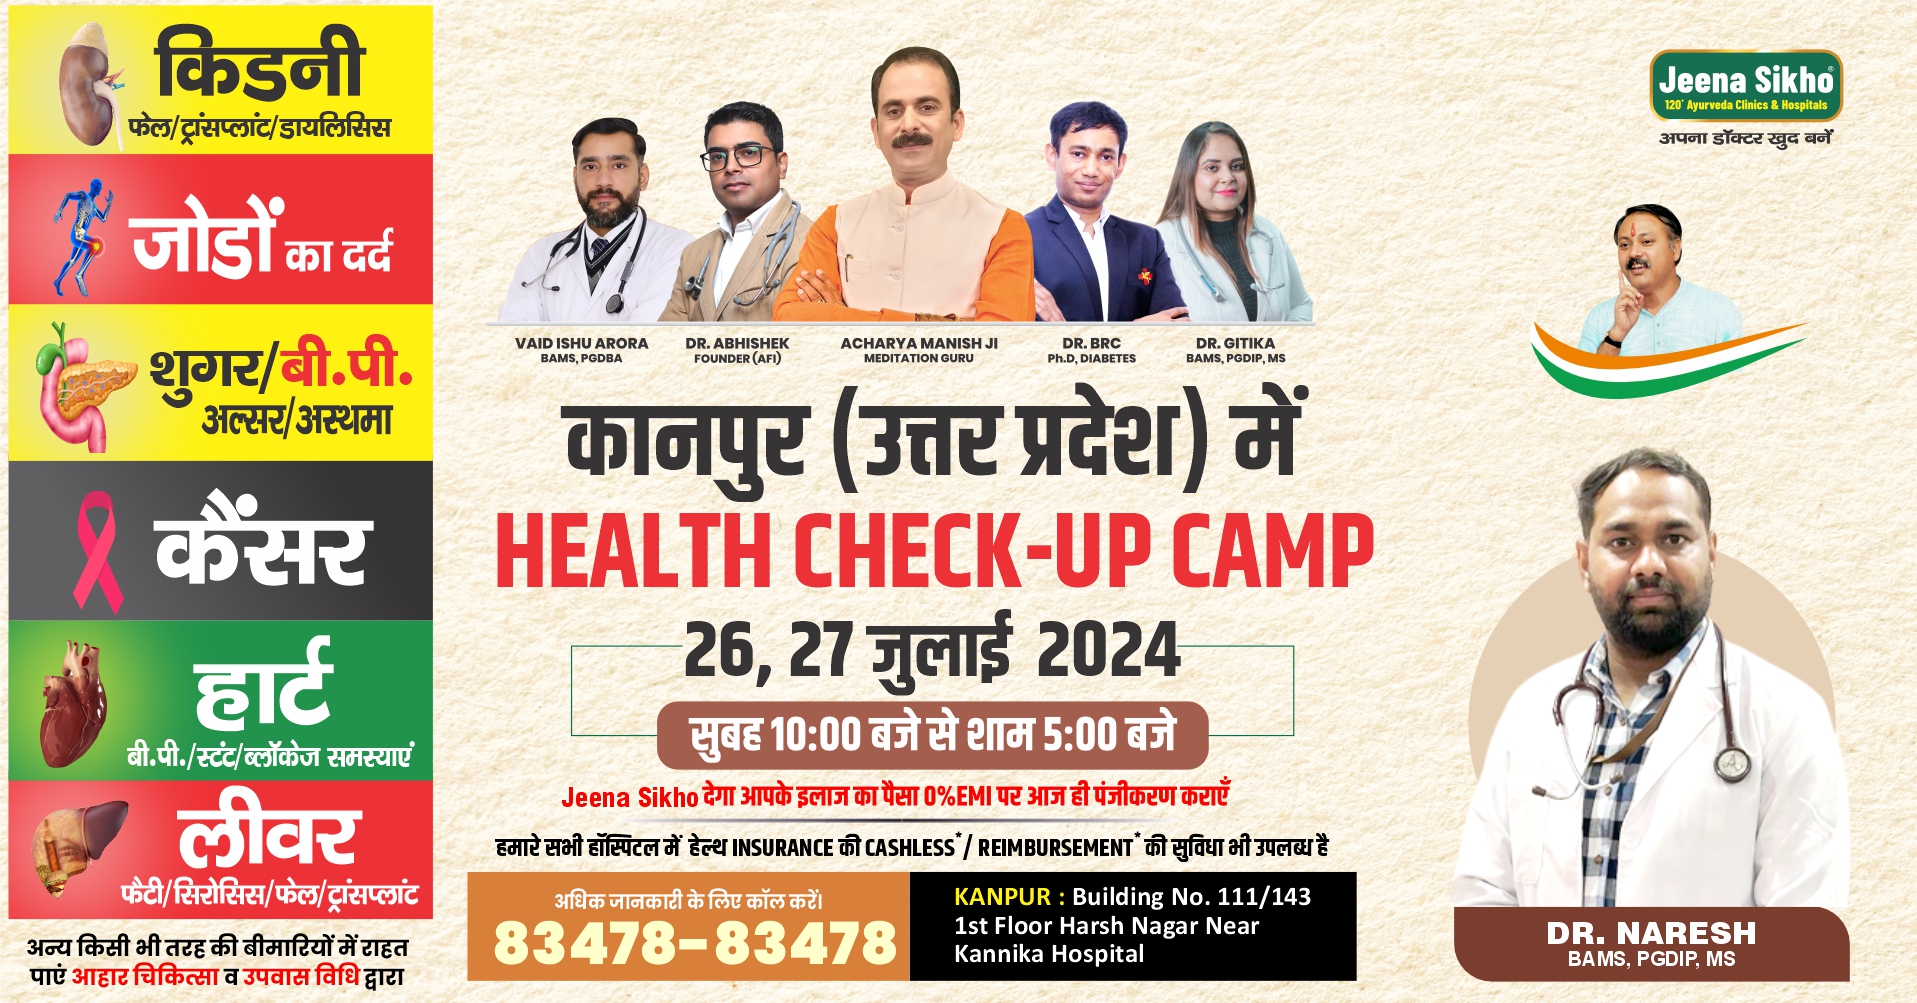 किडनी
फेल/ट्रांसप्लांट/डायलिसिस
जोडों का दर्द
शुगर/बी.पी.
अल्सर/अस्थमा
कैंसर
हार्ट
बी.पी./स्टंट/ब्लॉकेज समस्याएं
लीवर
फैटी/सिरोसिस/फेल/ट्रांसप्लांट
अन्य किसी भी तरह की बीमारियों में राहत
पाएं आहार चिकित्सा व उपवास विधि द्वारा
VAID ISHU ARORA
BAMS, PGDBA
DR. ABHISHEK
FOUNDER (AFI)
ACHARYA MANISH JI
MEDITATION GURU
DR. BRC
Ph.D, DIABETES
DR. GITIKA
BAMS, PGDIP, MS
कानपुर (उत्तर प्रदेश) में
HEALTH CHECK-UP CAMP
26, 27 जुलाई 2024
सुबह 10:00 बजे से शाम 5:00 बजे
Jeena Sikho देगा आपके इलाज का पैसा 0%EMI पर आज ही पंजीकरण कराएँ
हमारे सभी हॉस्पिटल में हेल्थ INSURANCE की CASHLESS*/ REIMBURSEMENT* की सुविधा भी उपलब्ध है
अधिक जानकारी के लिए कॉल करें।
83478-83478
KANPUR : Building No. 111/143
1st Floor Harsh Nagar Near
Kannika Hospital
Jeena Sikho®
120+ Ayurveda Clinics & Hospitals
अपना डॉक्टर खुद बनें
DR. NARESH
BAMS, PGDIP, MS